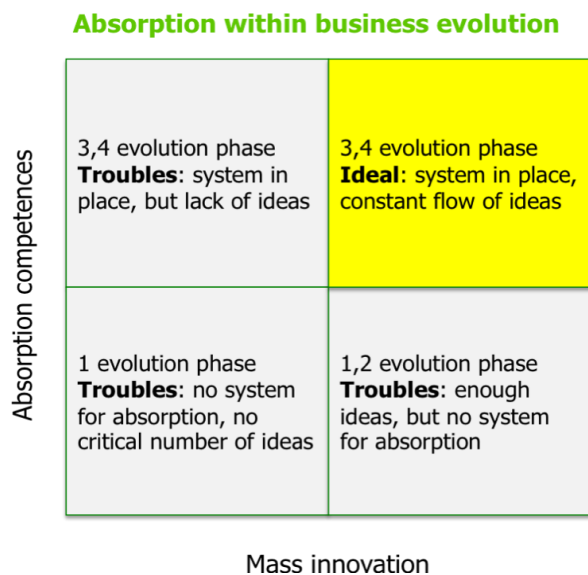 Absorption within business evolution
Absorption competences
3,4 evolution phase
Troubles: system in
place, but lack of ideas
3,4 evolution phase
Ideal: system in place,
constant flow of ideas
1 evolution phase
Troubles: no system
for absorption, no
critical number of ideas
1,2 evolution phase
Troubles: enough
ideas, but no system
for absorption
Mass innovation